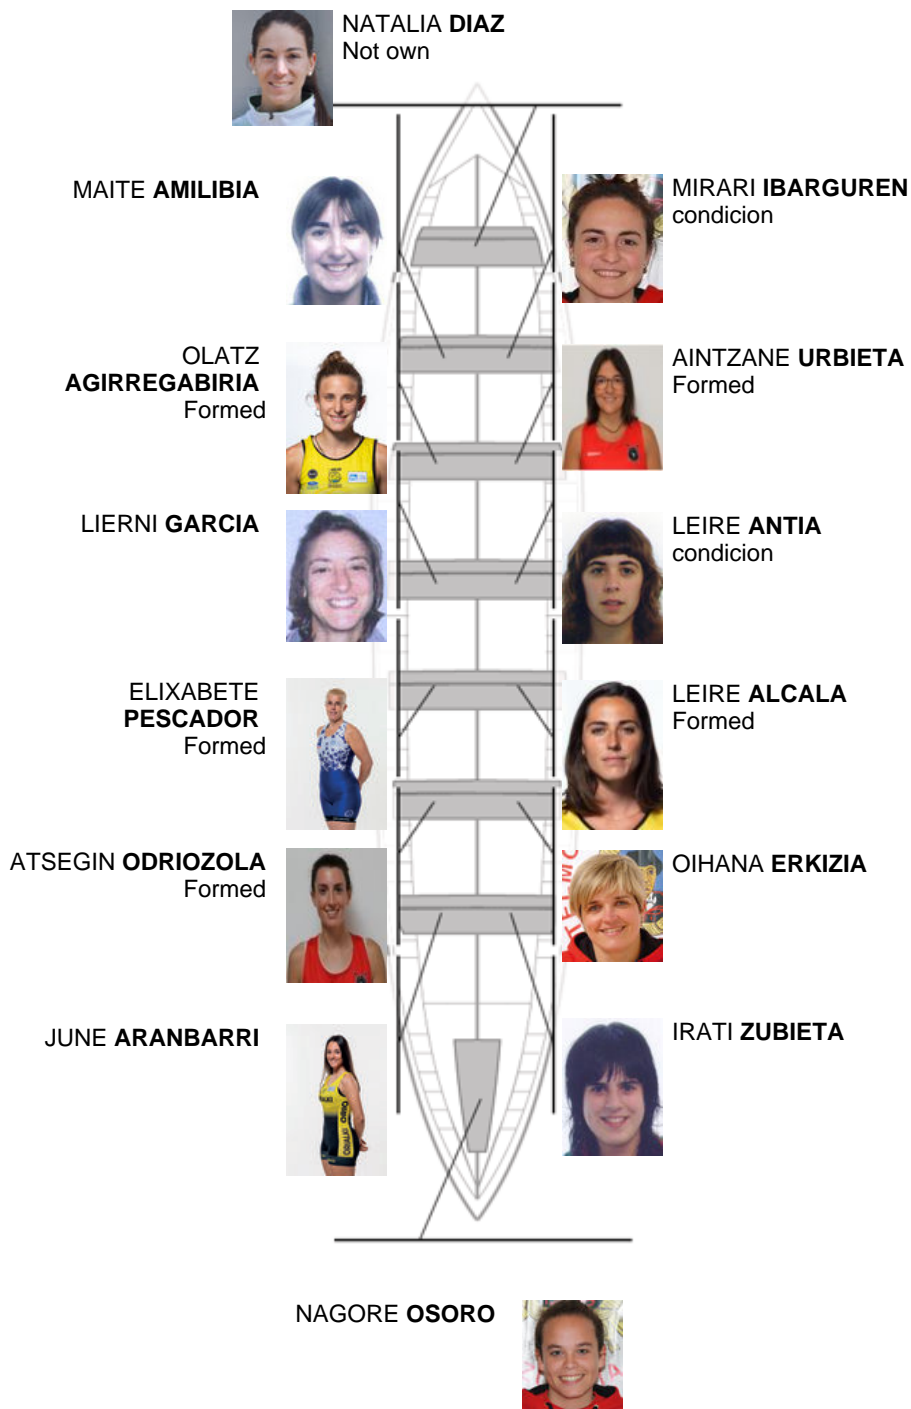 NATALIA DIAZ
Not own
MAITE AMILIBIA
MIRARI IBARGUREN
condicion
OLATZ
AGIRREGABIRIA
Formed
AINTZANE URBIETA
Formed
LIERNI GARCIA
LEIRE ANTIA
condicion
ELIXABETE
PESCADOR
Formed
LEIRE ALCALA
Formed
ATSEGIN ODRIOZOLA
Formed
OIHANA ERKIZIA
JUNE ARANBARRI
IRATI ZUBIETA
NAGORE OSORO